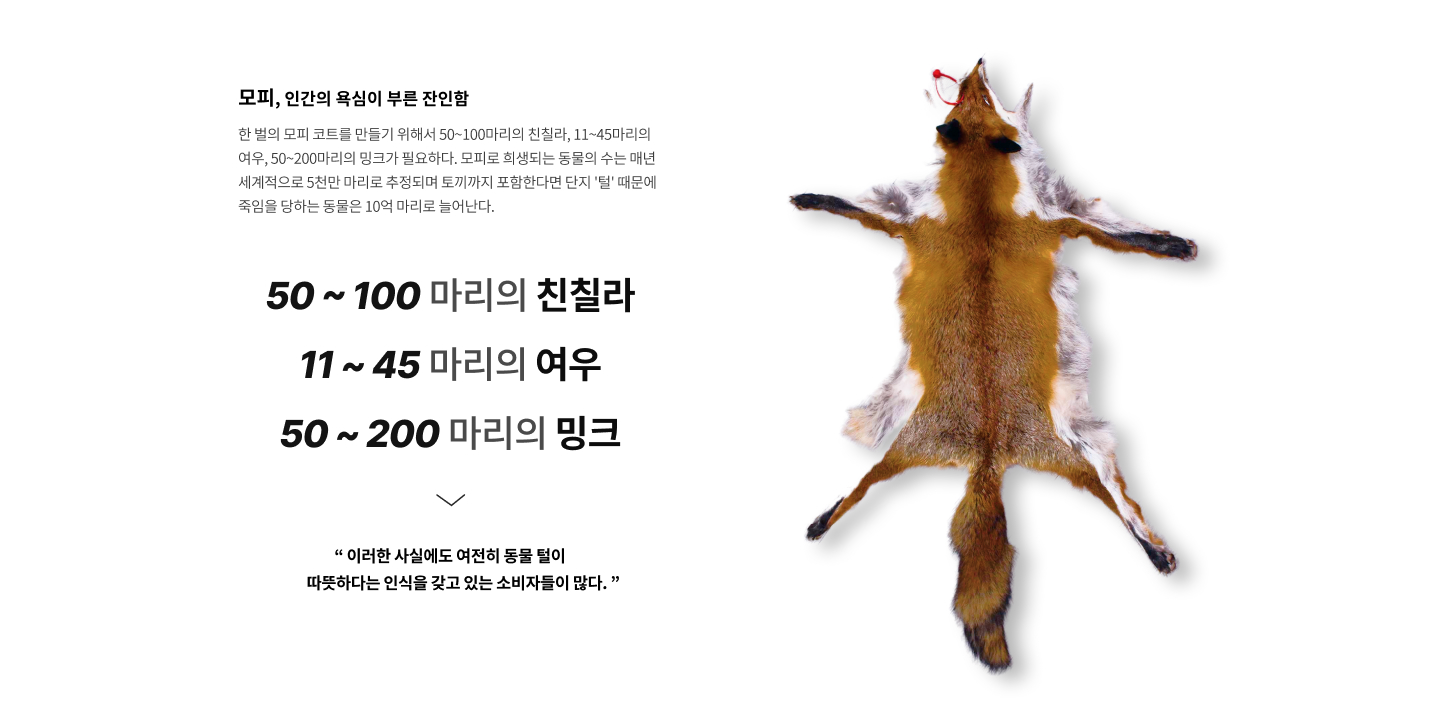 모피, 인간의 욕심이 부른 잔인함
한 벌의 모피 코트를 만들기 위해서 50~100마리의 친칠라, 11~45마리의
여우, 50~200마리의 밍크가 필요하다. 모피로 희생되는 동물의 수는 매년
세계적으로 5천만 마리로 추정되며 토끼까지 포함한다면 단지 '털' 때문에
죽임을 당하는 동물은 10억 마리로 늘어난다.
50 ~ 100 마리의 친칠라
11 ~ 45 마리의 여우
50 ~ 200 마리의 밍크
“ 이러한 사실에도 여전히 동물 털이
따뜻하다는 인식을 갖고 있는 소비자들이 많다. ”